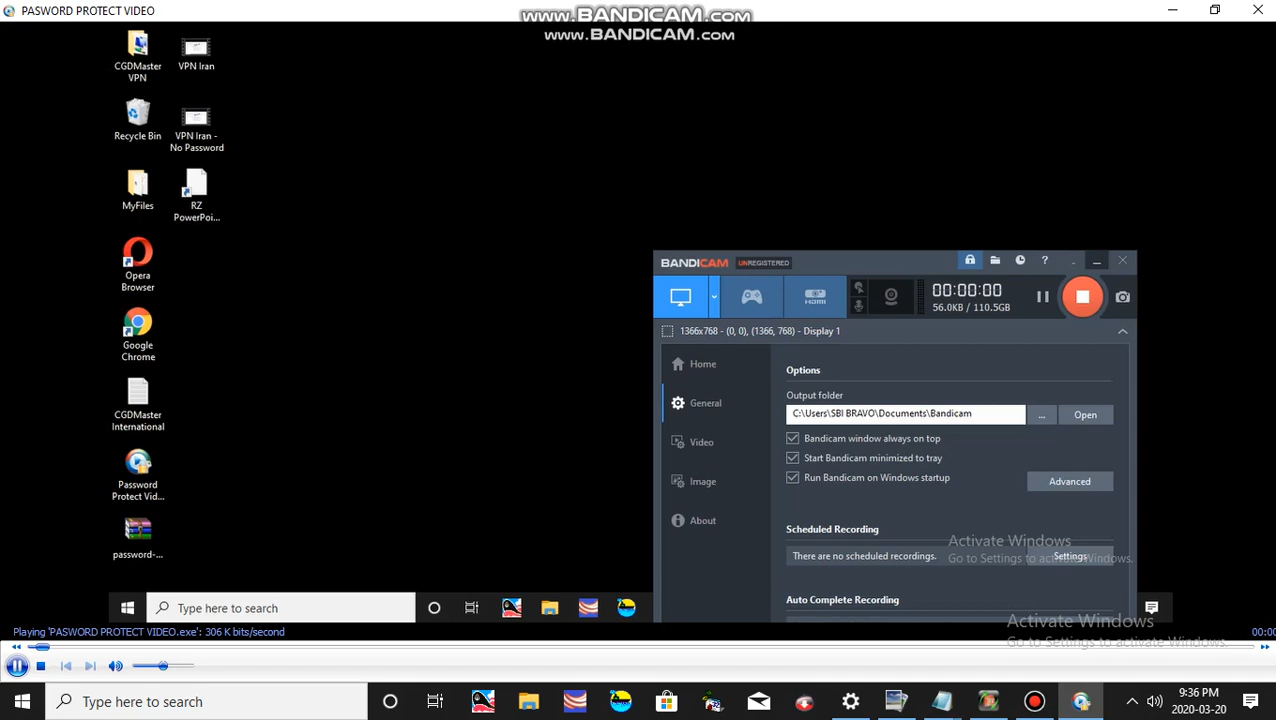 PASWORD PROTECT VIDEO
www.BANDICAM.com
www.BANDICAM.com
CGDMaster
VPN
VPN Iran
Recycle Bin
VPN Iran -
No Password
MyFiles
RZ
PowerPoi...
Opera
Browser
Google
Chrome
CGDMaster
International
Password
Protect Vid...
password-...
BANDICAM UNREGISTERED
HDMI
00:00:00
56.0KB / 110.5GB
1366x768 - (0, 0), (1366, 768) - Display 1
Home
General
Video
Image
About
Options
Output folder
C:\Users\SBI BRAVO\Documents\Bandicam
... Open
Bandicam window always on top
Start Bandicam minimized to tray
Run Bandicam on Windows startup
Advanced
Scheduled Recording
There are no scheduled recordings.
Settings
Activate Windows
Go to Settings to activate Windows.
Auto Complete Recording
Type here to search
Activate Windows
Go to Settings to activate Windows.
Playing 'PASWORD PROTECT VIDEO.exe': 306 K bits/second
00:00
Type here to search
9:36 PM
2020-03-20